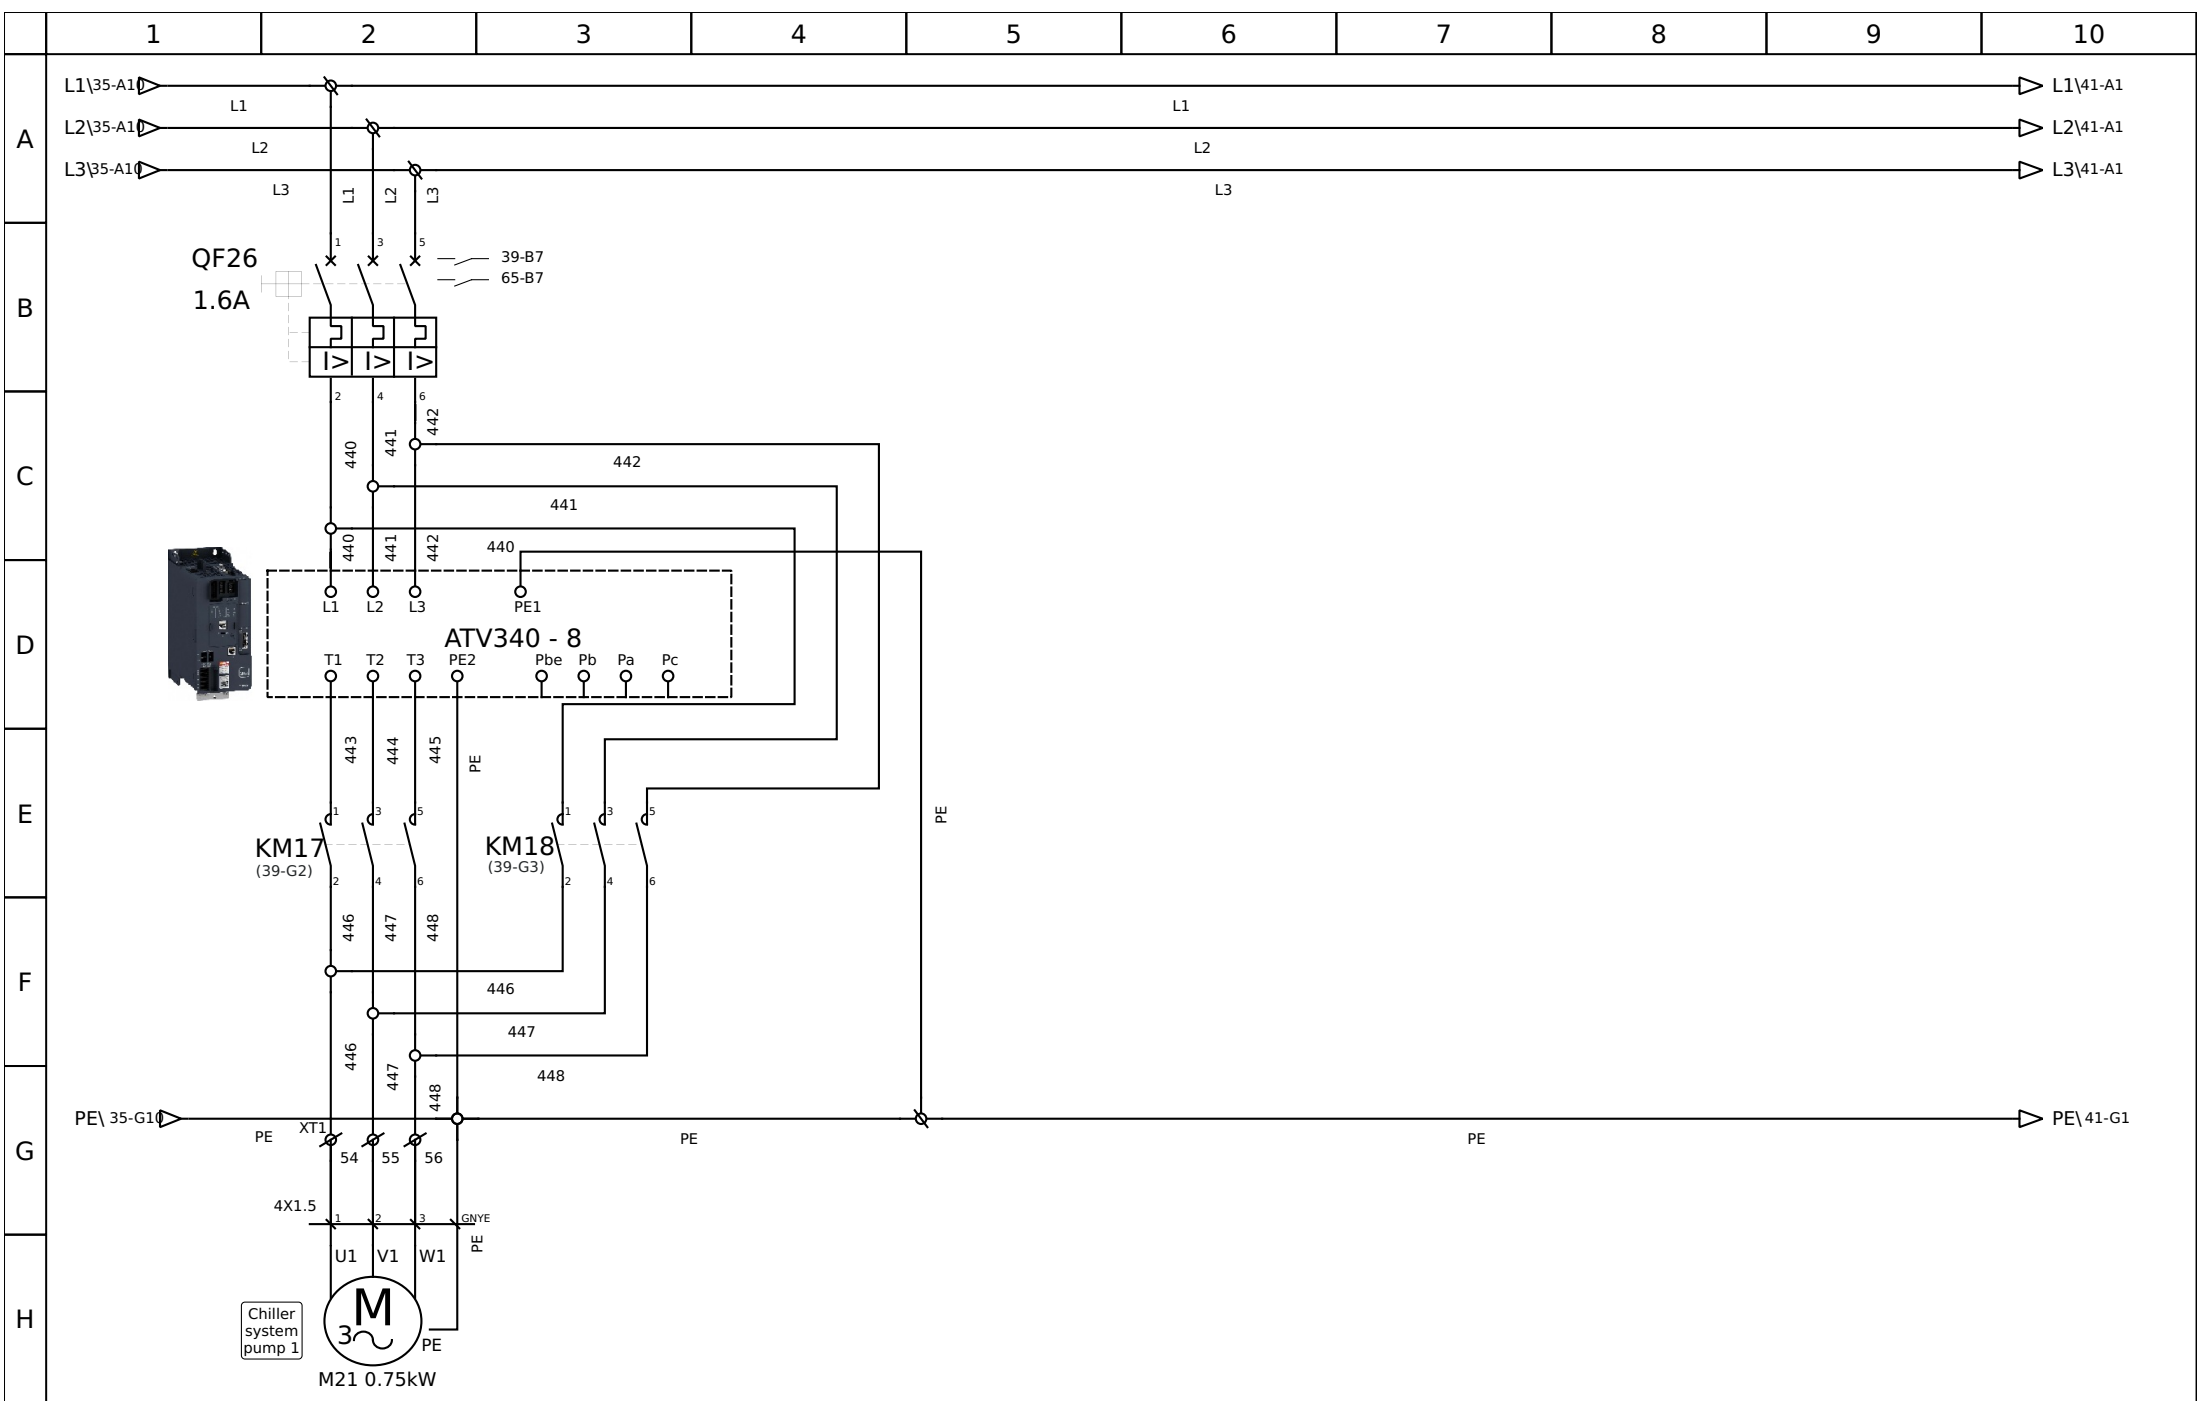 1 2 3 4 5 6 7 8 9 10
A
L1\35-A10
L1
L1
L1\41-A1
L2\35-A10
L2
L2
L2\41-A1
L3\35-A10
L3
L3
L3\41-A1
L1 L2 L3
B
QF26
1.6A
1 3 5
39-B7
65-B7
I> I> I>
2 4 6
C
440 441 442
442
441
440
440 441 442
D
L1 L2 L3 PE1
ATV340 - 8
T1 T2 T3 PE2 Pbe Pb Pa Pc
E
443 444 445 PE
PE
1 3 5
1 3 5
KM17
(39-G2)
KM18
(39-G3)
2 4 6
2 4 6
F
446 447 448
446
447
448
446 447 448
G
PE\ 35-G10
PE
PE
PE
PE\ 41-G1
XT1
54 55 56
4X1.5
1 2 3 GNYE
PE
H
U1 V1 W1
M
3
PE
Chiller
system
pump 1
M21 0.75kW